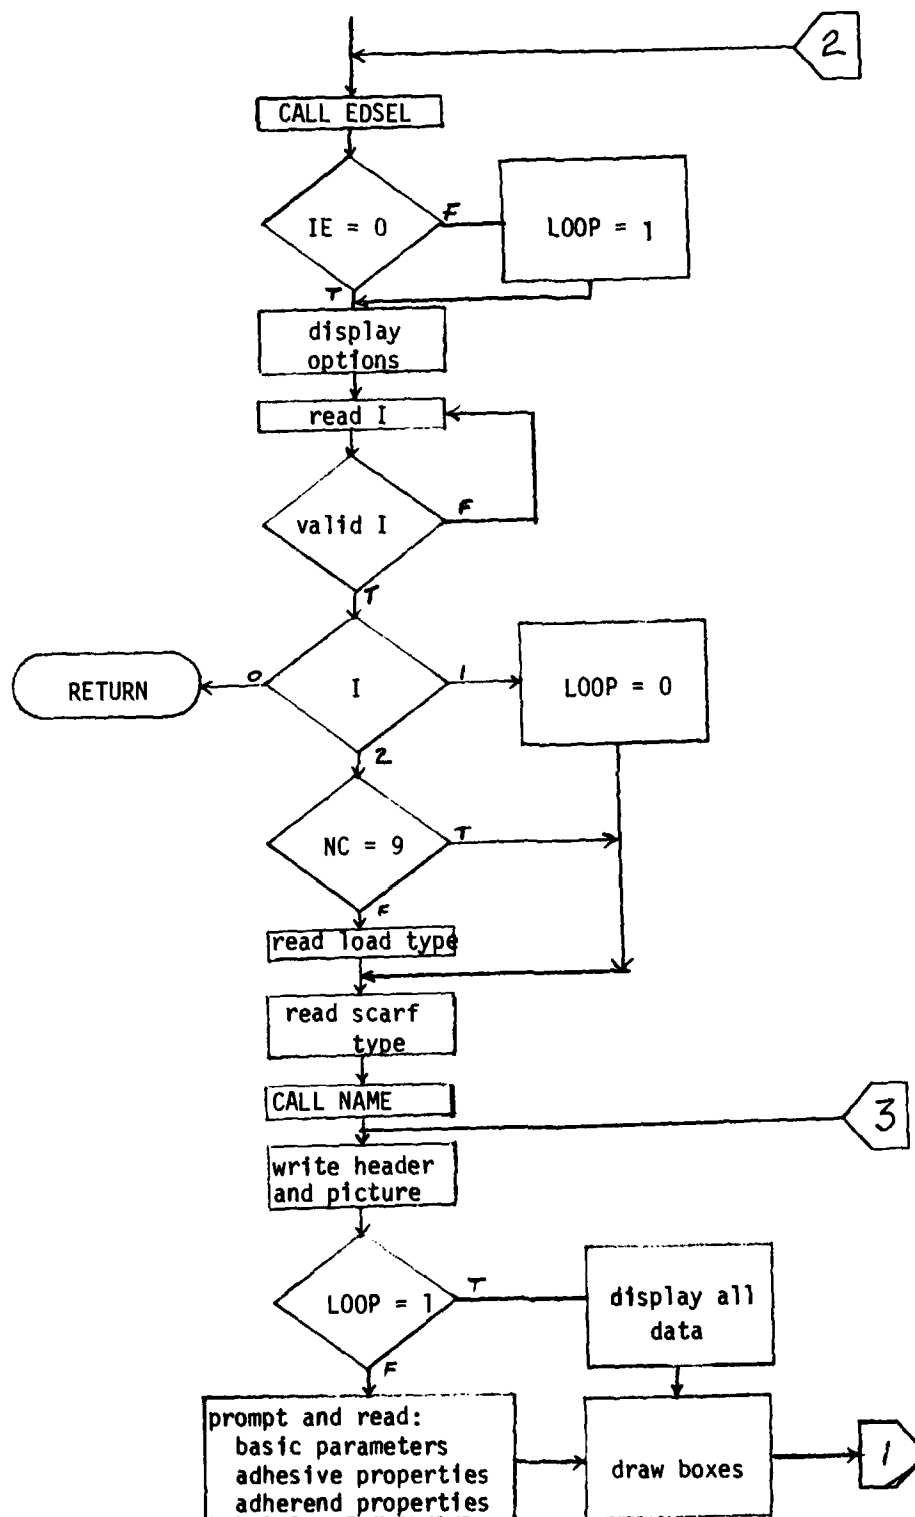 2
CALL EDSEL
IE = 0
F
LOOP = 1
T
display
options
read I
valid I
F
T
RETURN
0
I
1
LOOP = 0
2
NC = 9
T
F
read load type
read scarf
type
CALL NAME
3
write header
and picture
LOOP = 1
T
display all
data
F
prompt and read:
basic parameters
adhesive properties
adherend properties
draw boxes
1